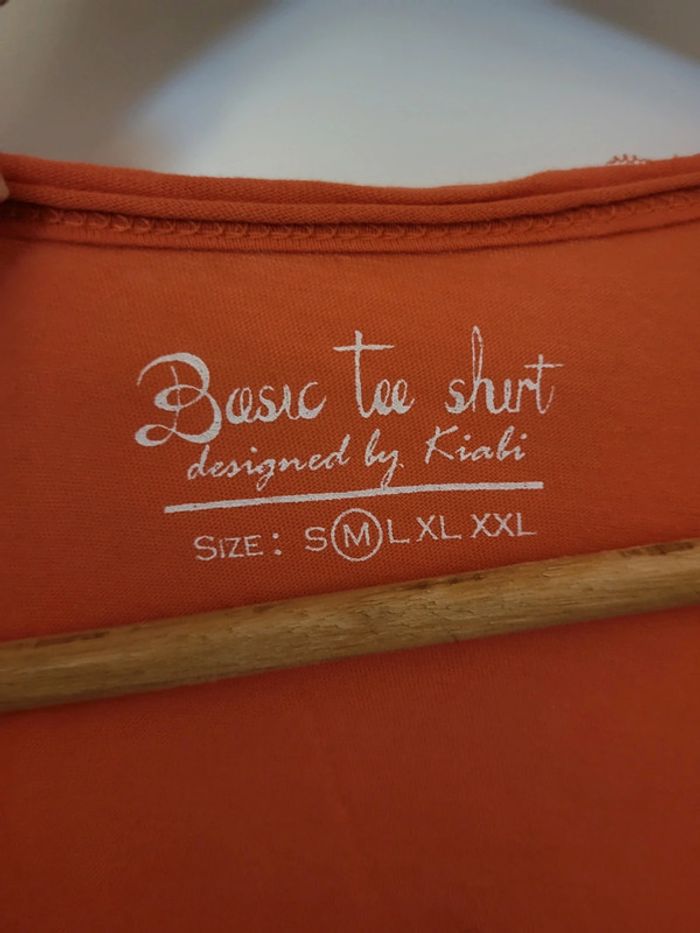 Basic tee shirt
designed by Kiabi
SIZE : S M L XL XXL